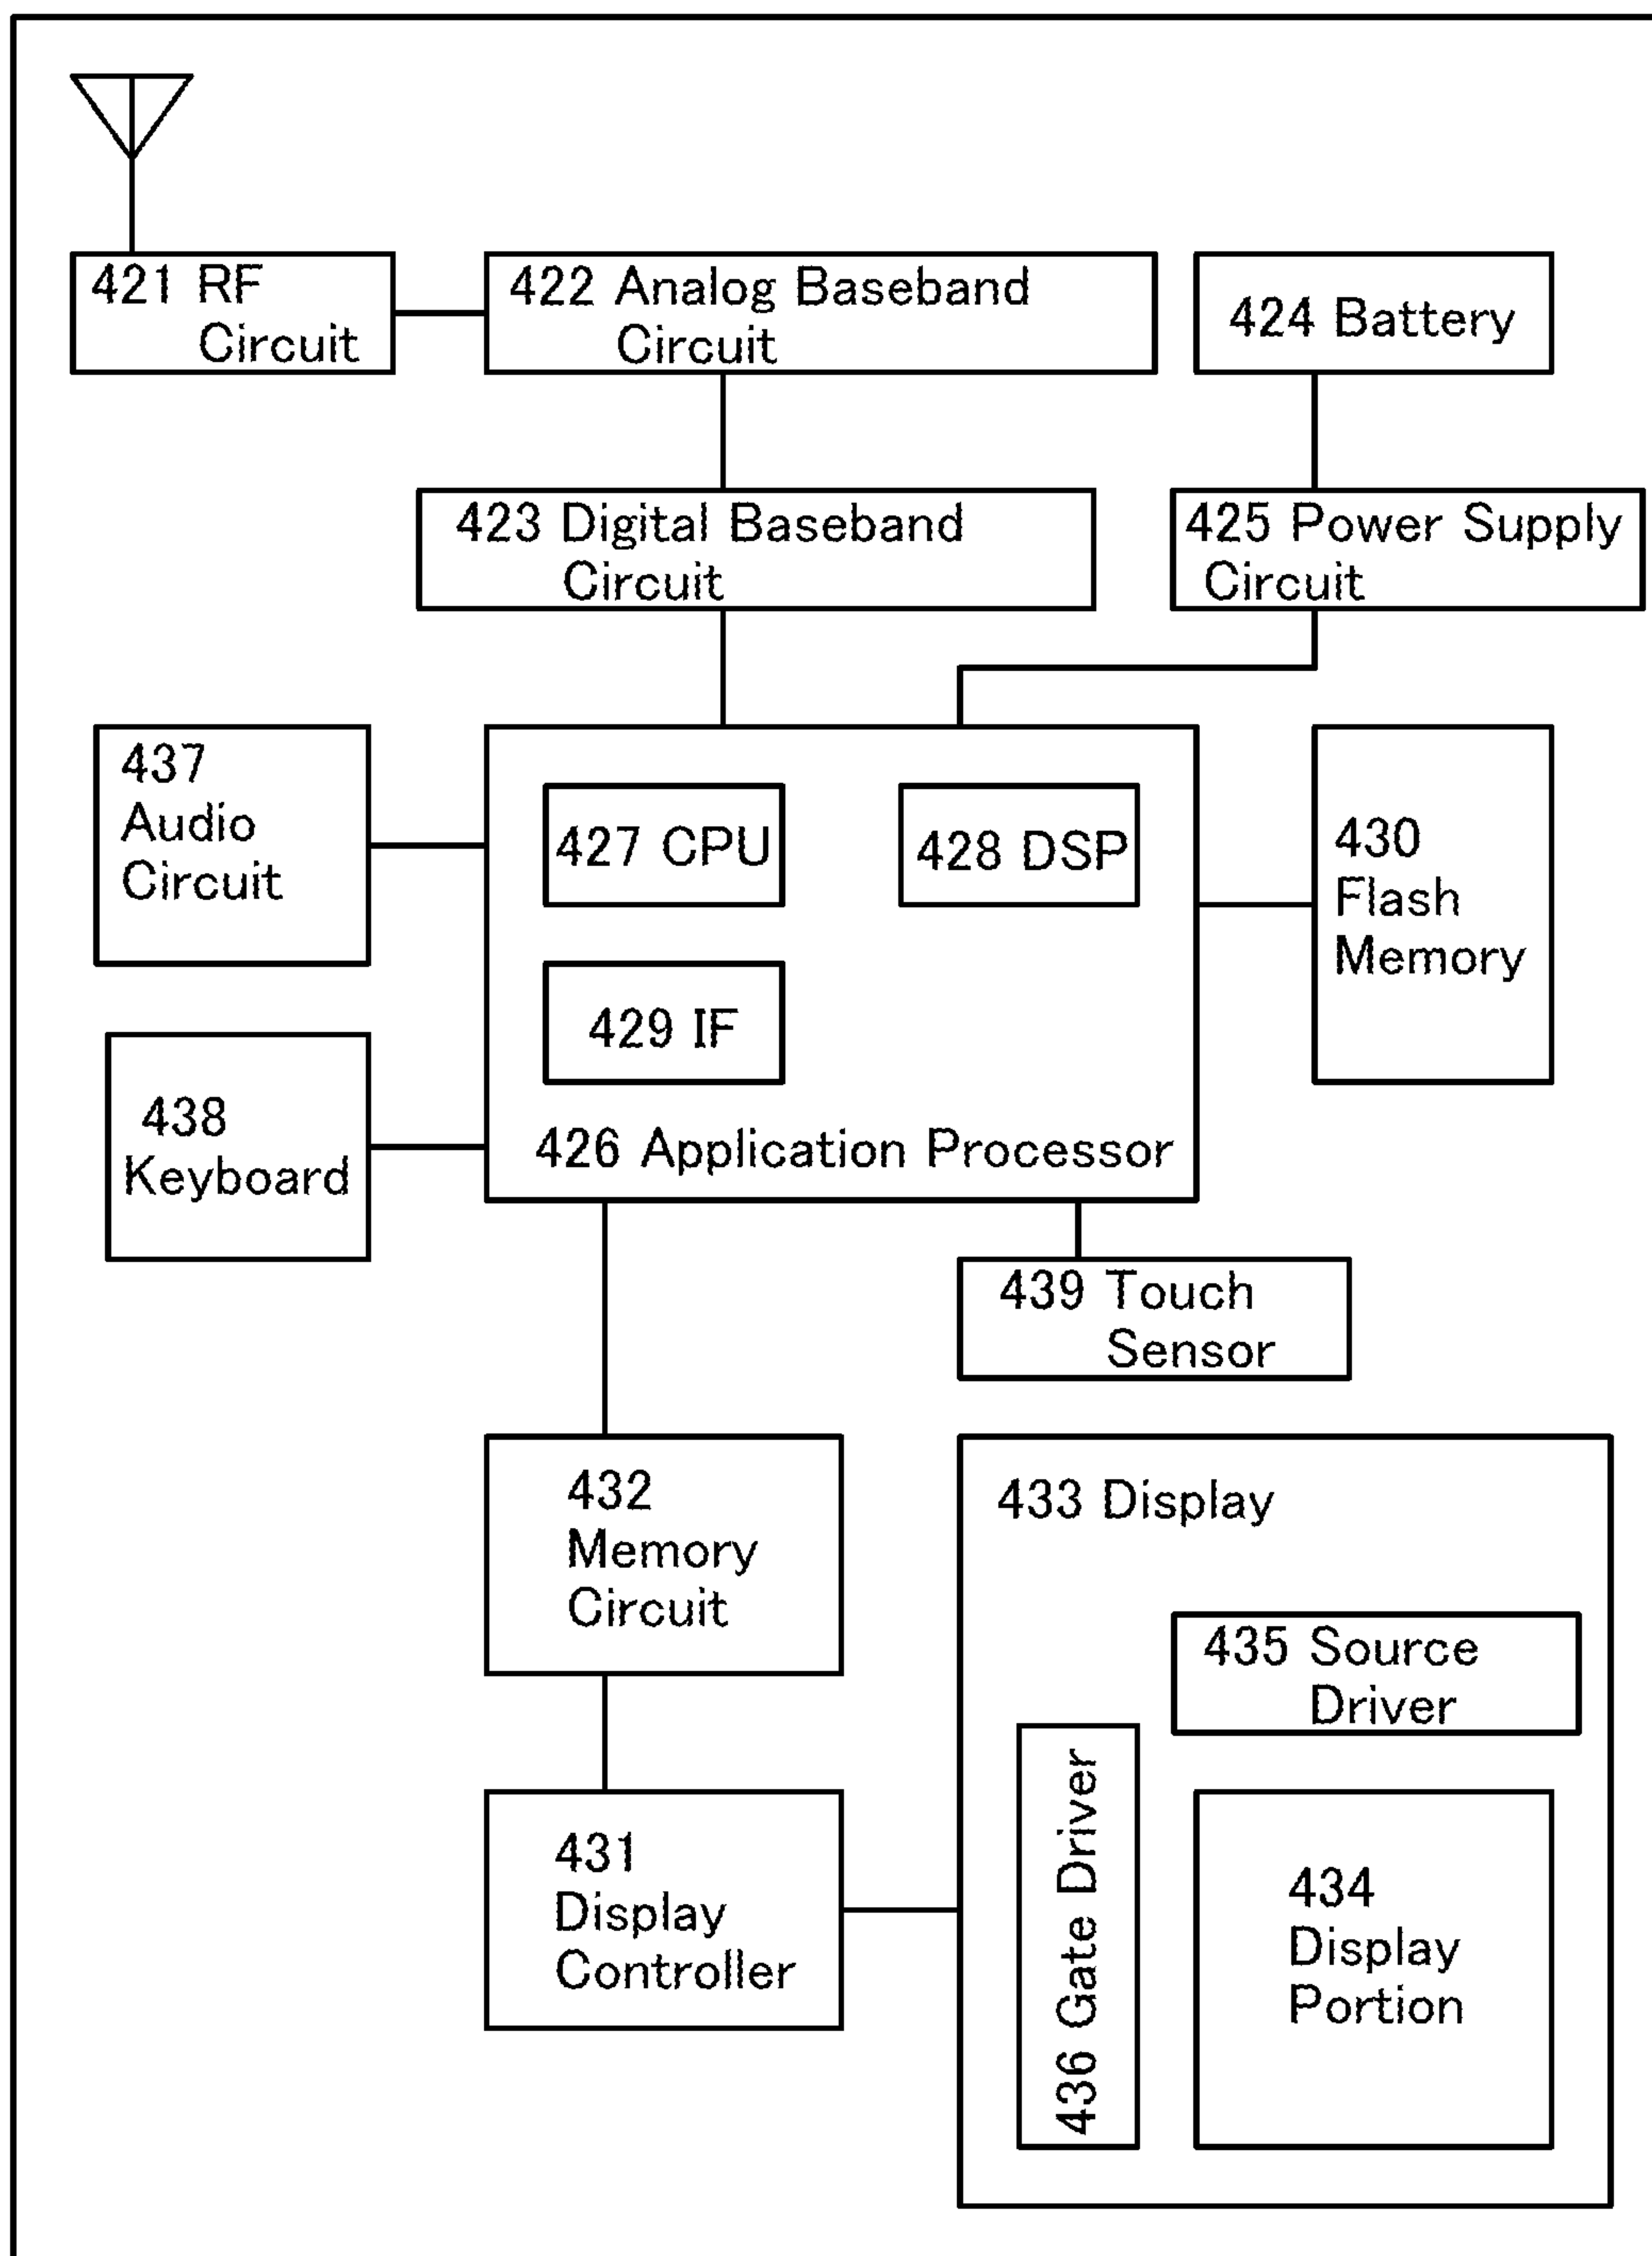 421 RF
Circuit
422 Analog Baseband
Circuit
424 Battery
423 Digital Baseband
Circuit
425 Power Supply
Circuit
437
Audio
Circuit
427 CPU
428 DSP
429 IF
426 Application Processor
430
Flash
Memory
438
Keyboard
439 Touch
Sensor
432
Memory
Circuit
433 Display
435 Source
Driver
436 Gate Driver
434
Display
Portion
431
Display
Controller